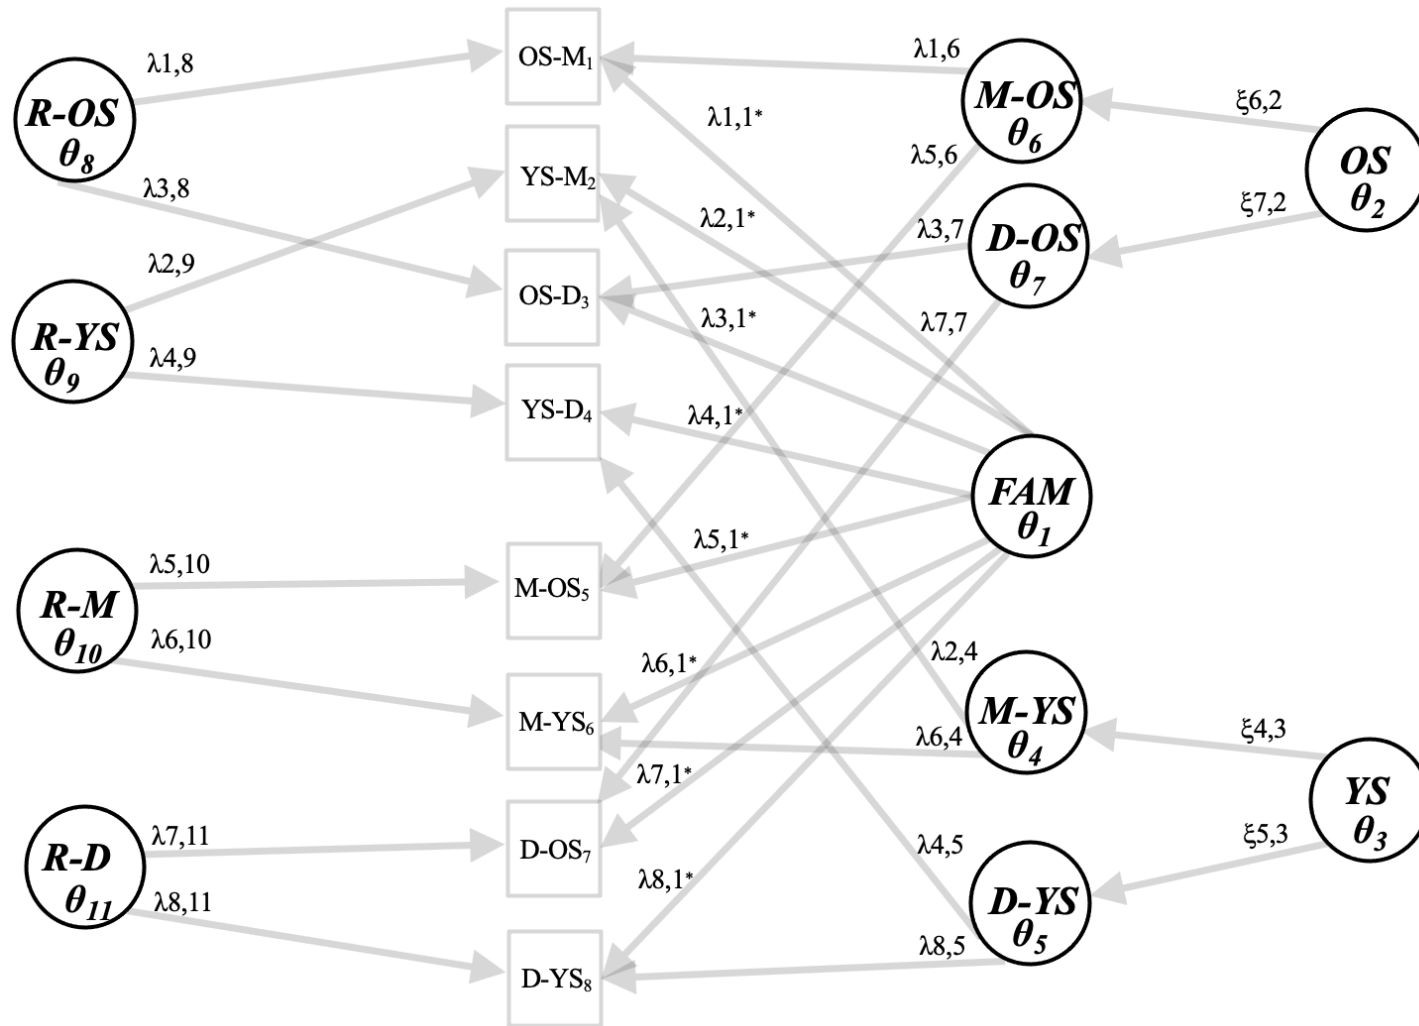 R-OS
θ8
λ1,8
λ3,8
R-YS
θ9
λ2,9
λ4,9
R-M
θ10
λ5,10
λ6,10
R-D
θ11
λ7,11
λ8,11
OS-M1
YS-M2
OS-D3
YS-D4
M-OS5
M-YS6
D-OS7
D-YS8
λ1,6
λ1,1*
λ5,6
λ2,1*
λ3,7
λ3,1*
λ7,7
λ4,1*
λ5,1*
λ6,1*
λ2,4
λ6,4
λ7,1*
λ4,5
λ8,1*
λ8,5
M-OS
θ6
D-OS
θ7
FAM
θ1
M-YS
θ4
D-YS
θ5
ξ6,2
ξ7,2
OS
θ2
ξ4,3
ξ5,3
YS
θ3